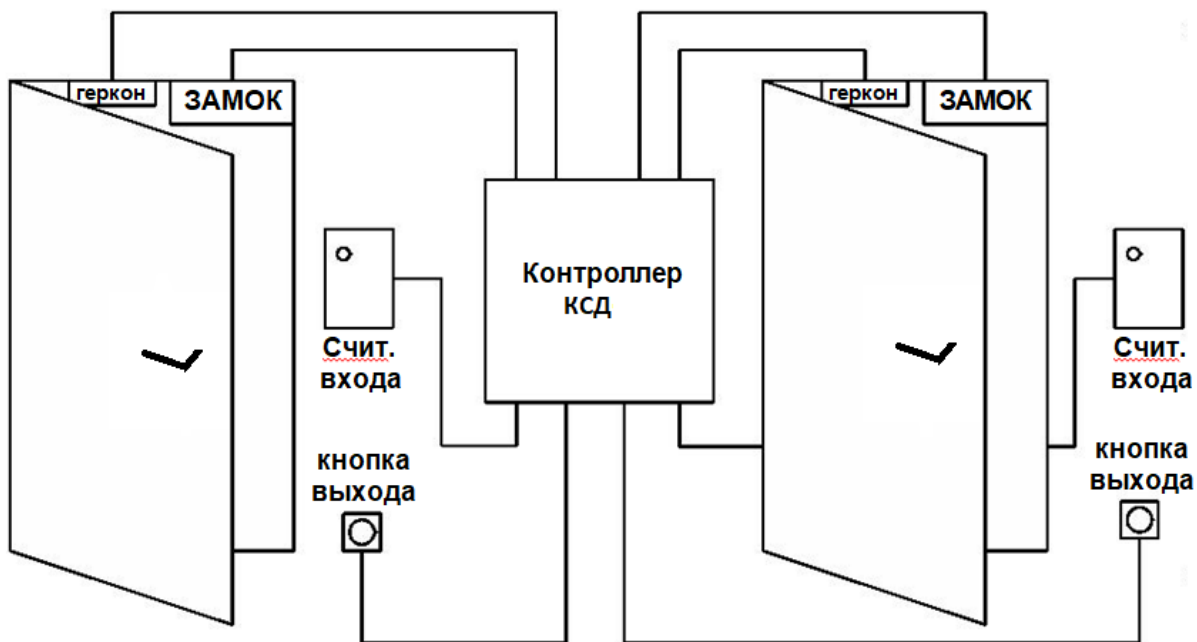 геркон
ЗАМОК
геркон
ЗАМОК
Контроллер
КСД
Счит.
входа
Счит.
входа
кнопка
выхода
кнопка
выхода